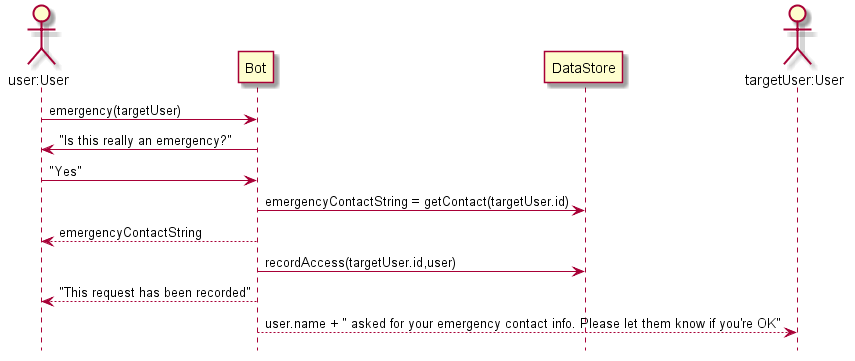 user:User
Bot
DataStore
targetUser:User
emergency(targetUser)
"Is this really an emergency?"
"Yes"
emergencyContactString = getContact(targetUser.id)
emergencyContactString
recordAccess(targetUser.id,user)
"This request has been recorded"
user.name + " asked for your emergency contact info. Please let them know if you're OK"